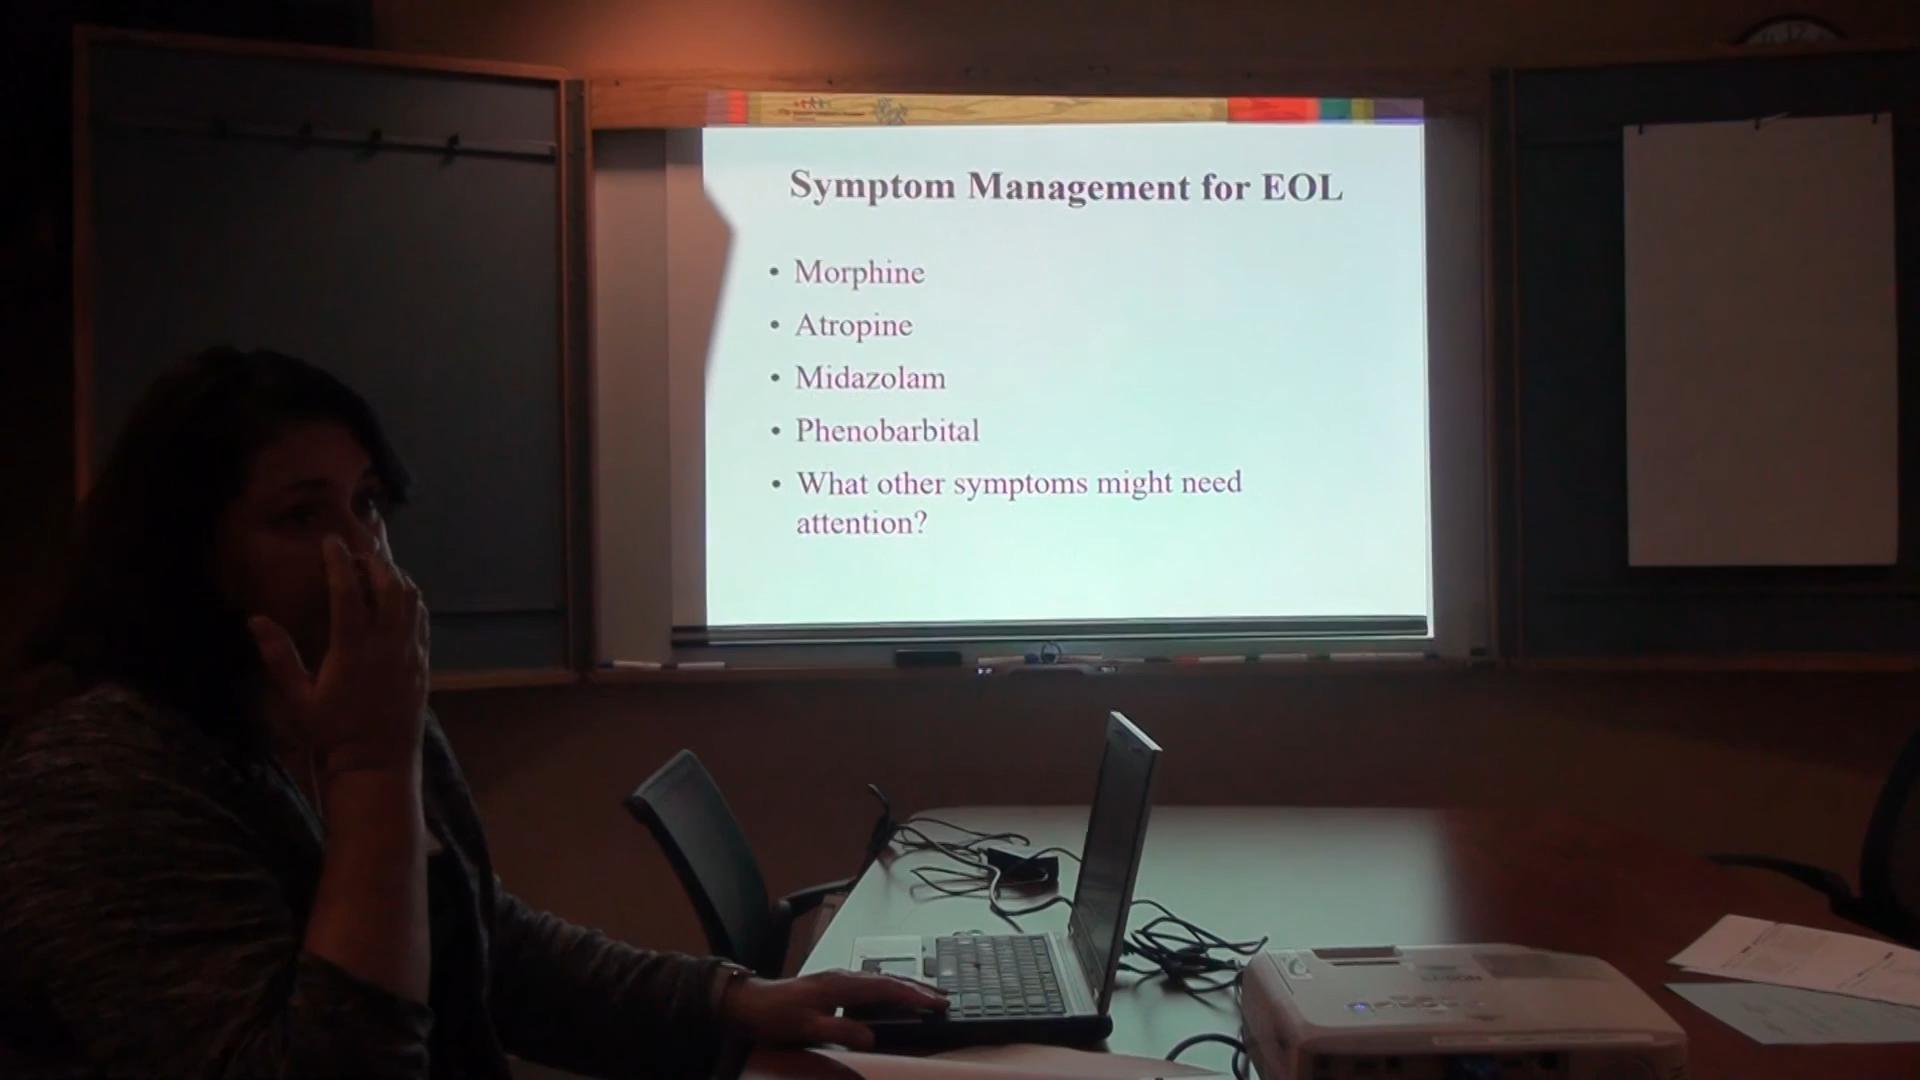 Symptom Management for EOL
• Morphine
• Atropine
• Midazolam
• Phenobarbital
• What other symptoms might need
attention?